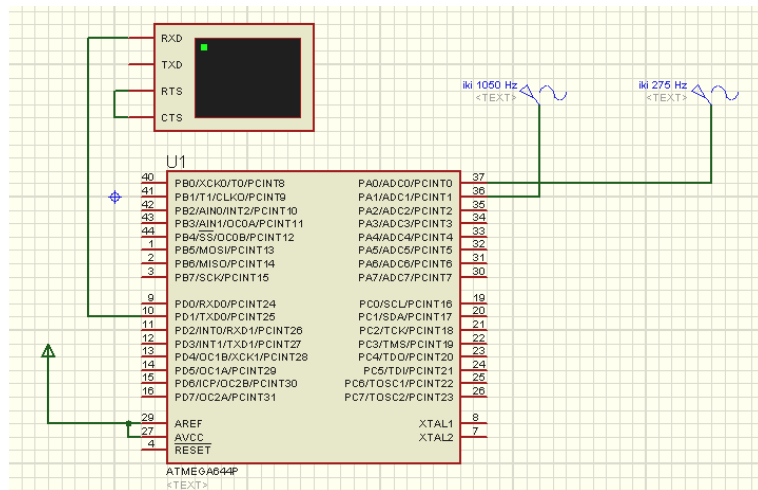 RXD
TXD
RTS
CTS
iki 1050 Hz
<TEXT>
iki 275 Hz
<TEXT>
U1
40 PB0/XCK0/T0/PCINT8 PA0/ADC0/PCINT0 37
41 PB1/T1/CLKO/PCINT9 PA1/ADC1/PCINT1 36
42 PB2/AIN0/INT2/PCINT10 PA2/ADC2/PCINT2 35
43 PB3/AIN1/OC0A/PCINT11 PA3/ADC3/PCINT3 34
44 PB4/SS/OC0B/PCINT12 PA4/ADC4/PCINT4 33
1 PB5/MOSI/PCINT13 PA5/ADC5/PCINT5 32
2 PB6/MISO/PCINT14 PA6/ADC6/PCINT6 31
3 PB7/SCK/PCINT15 PA7/ADC7/PCINT7 30
9 PD0/RXD0/PCINT24 PC0/SCL/PCINT16 19
10 PD1/TXD0/PCINT25 PC1/SDA/PCINT17 20
11 PD2/INT0/RXD1/PCINT26 PC2/TCK/PCINT18 21
12 PD3/INT1/TXD1/PCINT27 PC3/TMS/PCINT19 22
13 PD4/OC1B/XCK1/PCINT28 PC4/TDO/PCINT20 23
14 PD5/OC1A/PCINT29 PC5/TDI/PCINT21 24
15 PD6/ICP/OC2B/PCINT30 PC6/TOSC1/PCINT22 25
16 PD7/OC2A/PCINT31 PC7/TOSC2/PCINT23 26
29 AREF XTAL1 8
27 AVCC XTAL2 7
4 RESET
ATMEGA644P
<TEXT>